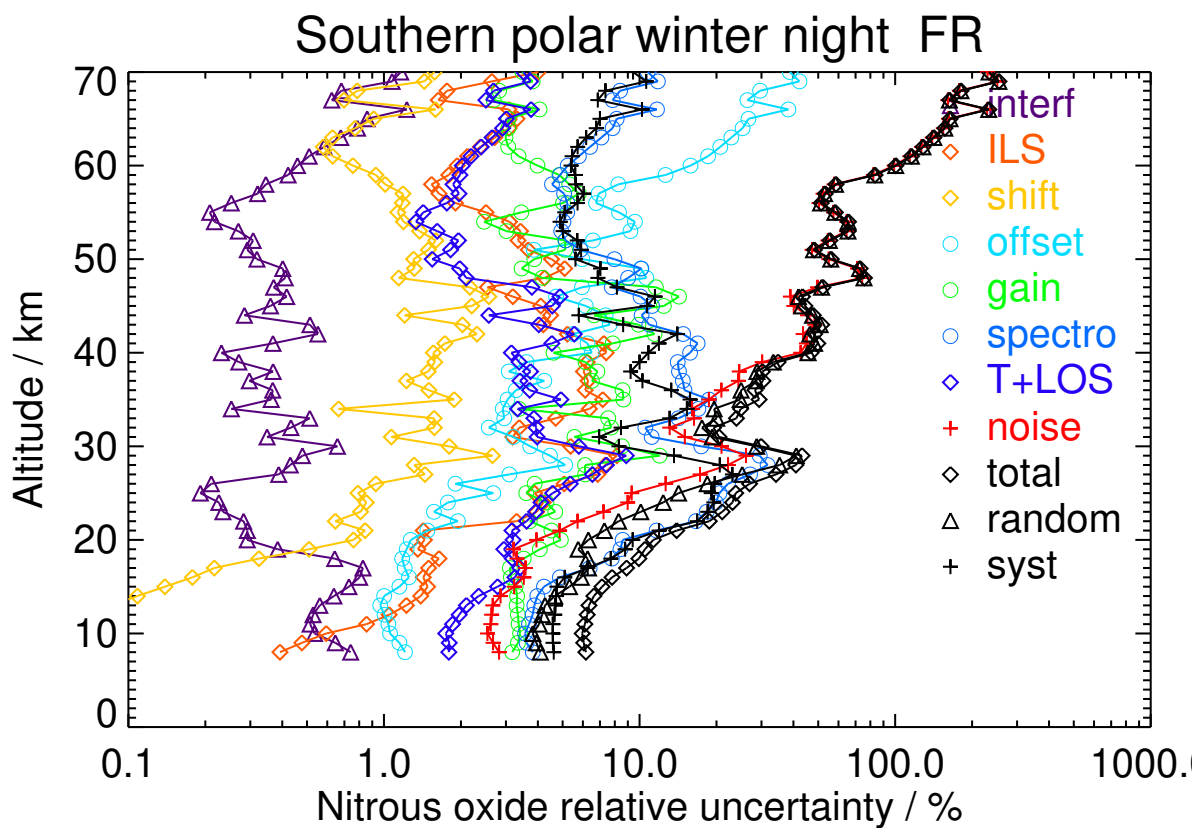 Southern polar winter night FR
70
60
50
40
30
20
10
0
Altitude / km
interf
ILS
shift
offset
gain
spectro
T+LOS
noise
total
random
syst
0.1 1.0 10.0 100.0 1000.0
Nitrous oxide relative uncertainty / %